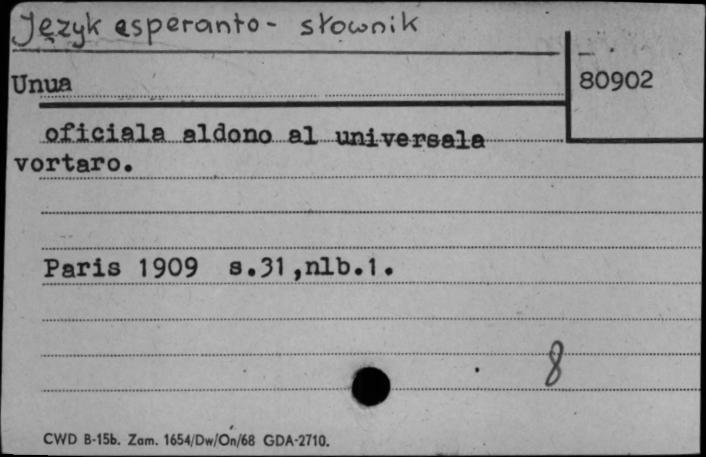 Język esperanto - słownik
80902
Unua
oficiala aldono al universala
vortaro.
Paris 1909 s.31,nlb.1.
8
CWD B-15b. Zam. 1654/Dw/On/68 GDA-2710.